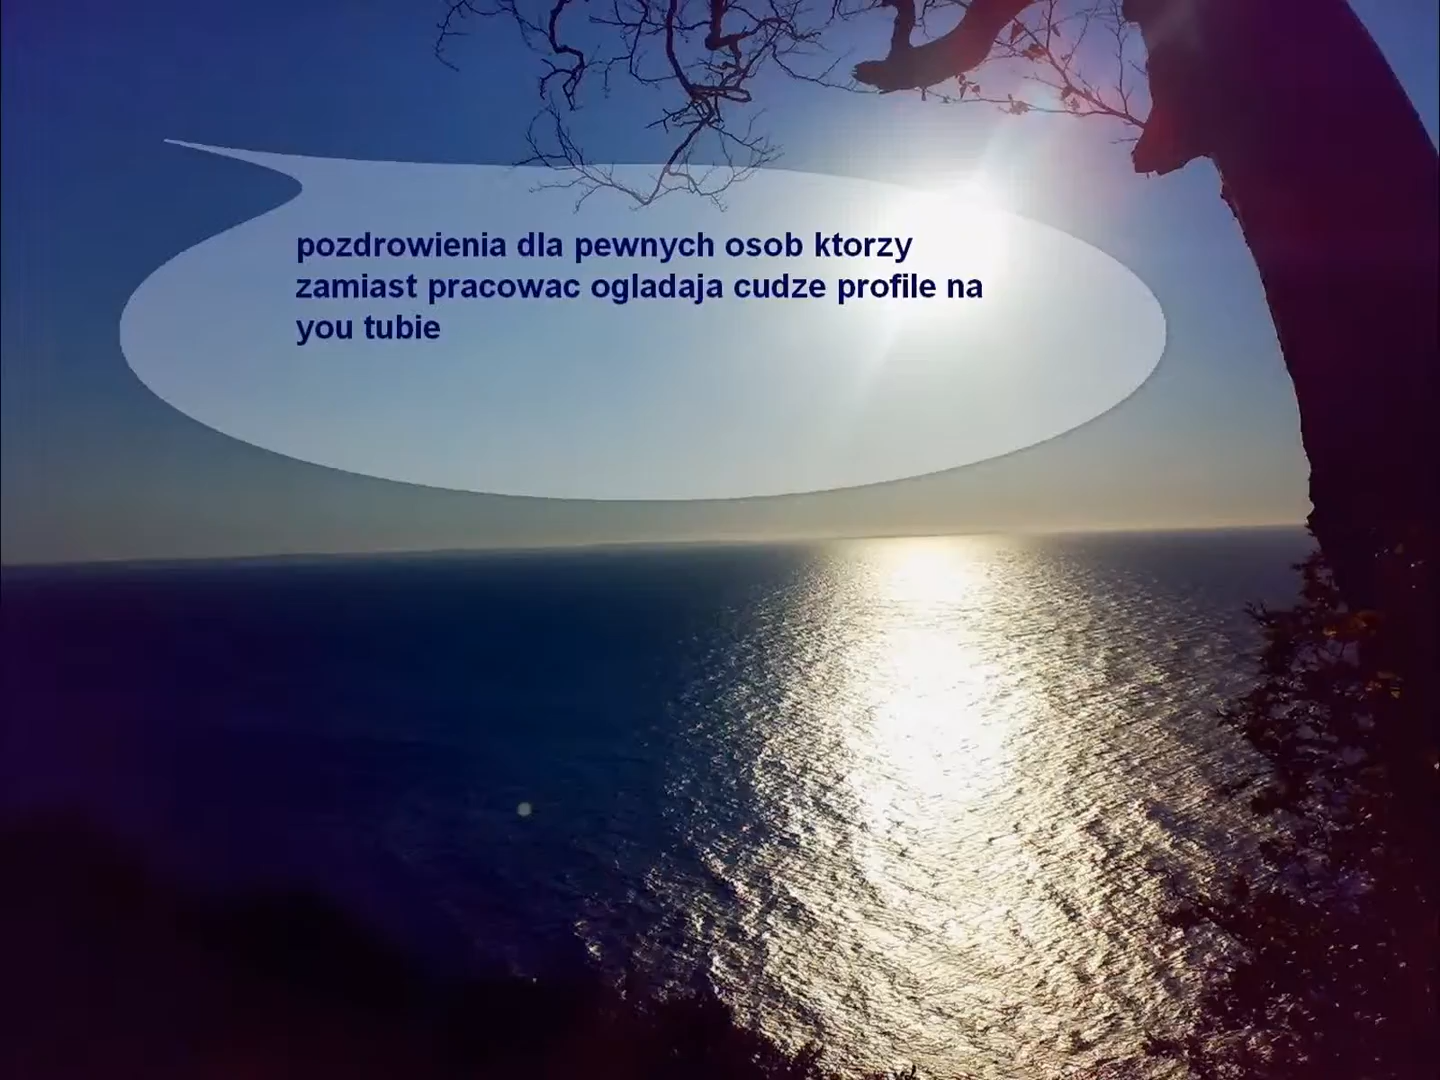 pozdrowienia dla pewnych osob ktorzy
zamiast pracowac ogladaja cudze profile na
you tubie